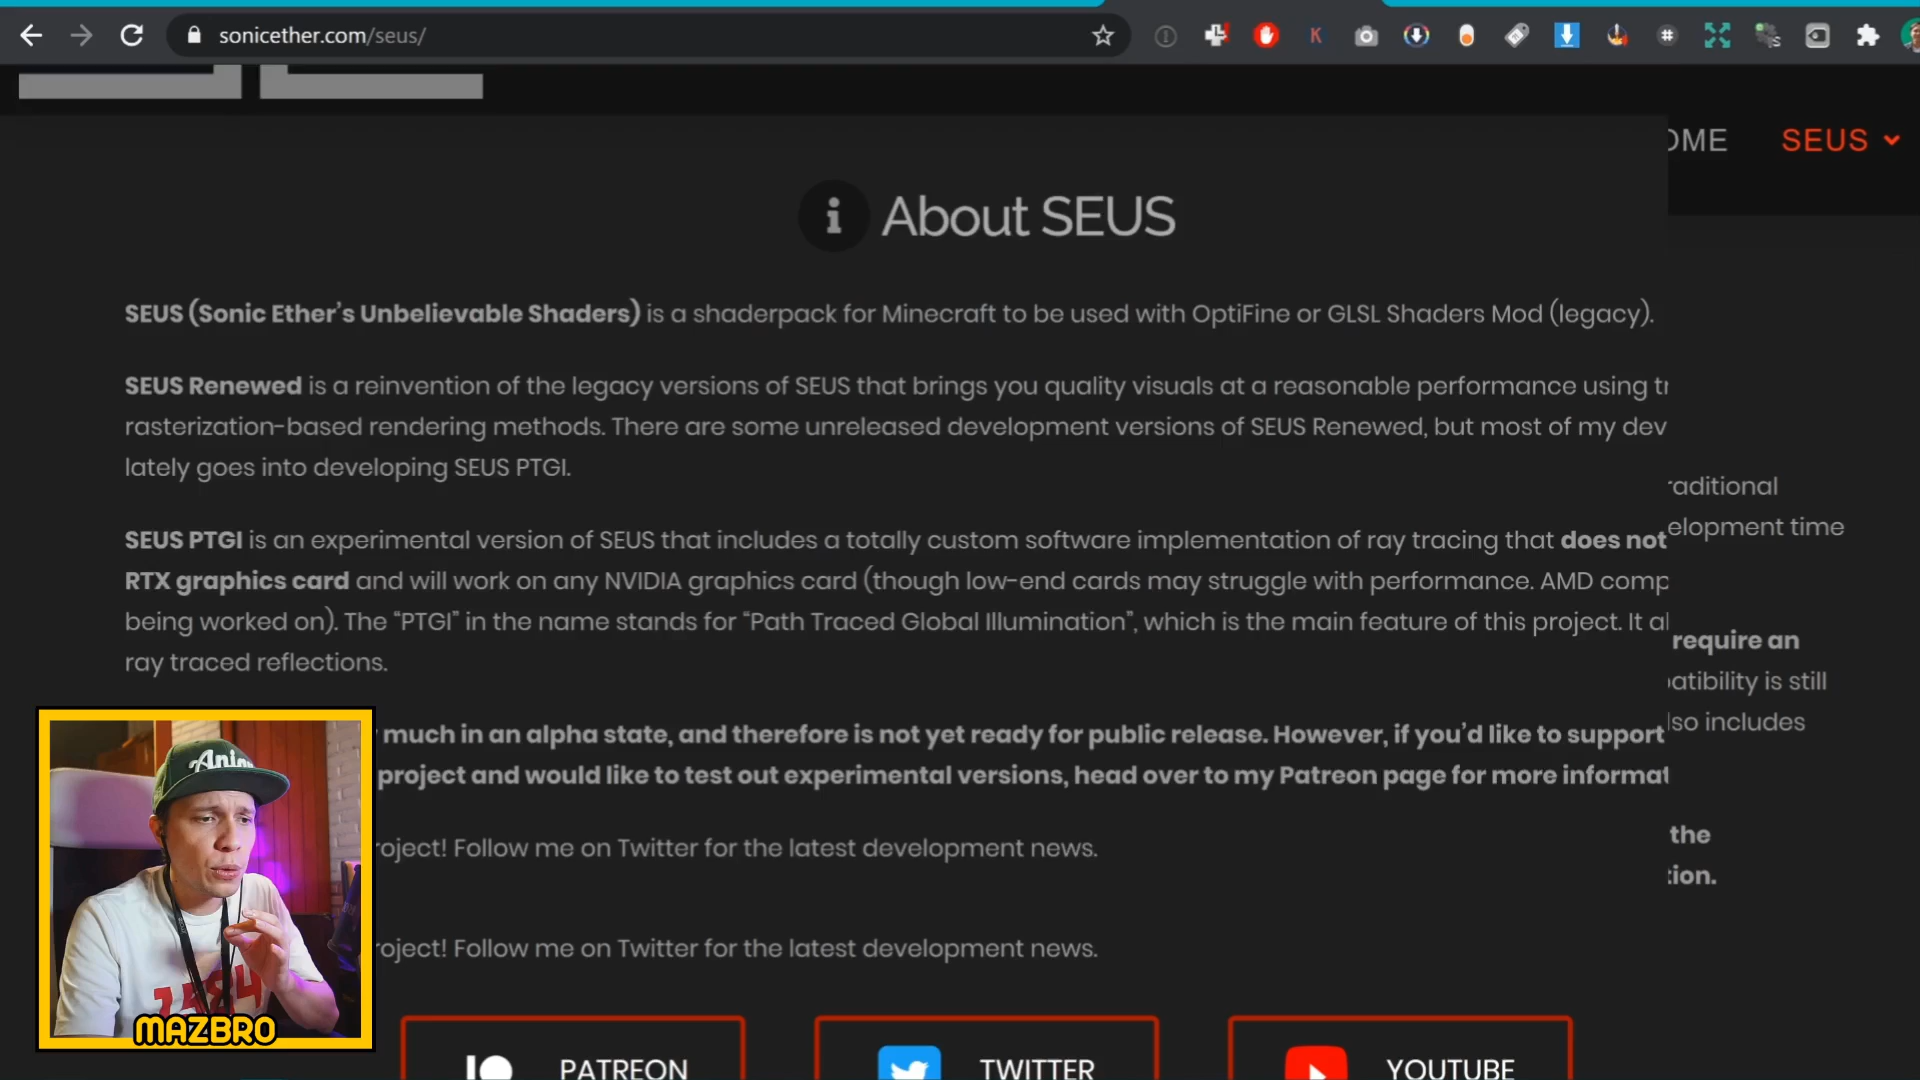 sonicether.com/seus/
OME SEUS
About SEUS
SEUS (Sonic Ether's Unbelievable Shaders) is a shaderpack for Minecraft to be used with OptiFine or GLSL Shaders Mod (legacy).
SEUS Renewed is a reinvention of the legacy versions of SEUS that brings you quality visuals at a reasonable performance using tr
rasterization-based rendering methods. There are some unreleased development versions of SEUS Renewed, but most of my dev
lately goes into developing SEUS PTGI.
raditional
elopment time
SEUS PTGI is an experimental version of SEUS that includes a totally custom software implementation of ray tracing that does not
RTX graphics card and will work on any NVIDIA graphics card (though low-end cards may struggle with performance. AMD comp
being worked on). The “PTGI” in the name stands for “Path Traced Global Illumination”, which is the main feature of this project. It al
ray traced reflections.
require an
patibility is still
lso includes
much in an alpha state, and therefore is not yet ready for public release. However, if you'd like to support
project and would like to test out experimental versions, head over to my Patreon page for more informat
the
tion.
roject! Follow me on Twitter for the latest development news.
roject! Follow me on Twitter for the latest development news.
Anion
1984
MAZBRO
PATREON
TWITTER
YOUTUBE